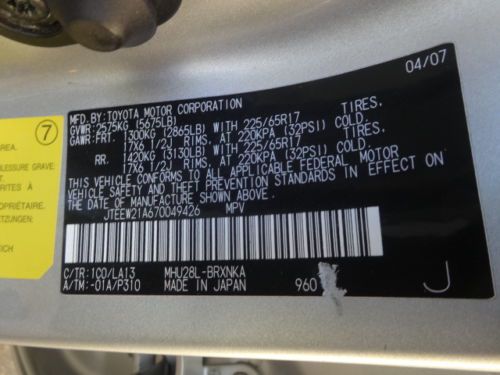 04/07
MFD.BY:TOYOTA MOTOR CORPORATION
GVWR:2575KG (5675LB)
GAWR:FRT. 1300KG (2865LB) WITH 225/65R17 TIRES,
17X6 1/2J RIMS, AT 220KPA (32PSI) COLD.
RR. 1420KG (3130LB) WITH 225/65R17 TIRES,
17X6 1/2J RIMS, AT 220KPA (32PSI) COLD.
THIS VEHICLE CONFORMS TO ALL APPLICABLE FEDERAL MOTOR
VEHICLE SAFETY AND THEFT PREVENTION STANDARDS IN EFFECT ON
THE DATE OF MANUFACTURE SHOWN ABOVE.
JTEEW21A670049426 MPV
C/TR:1C0/LA13 MHU28L-BRXNKA
A/TM:-01A/P310 MADE IN JAPAN 960 J
7
AREA.
PRESSURE GRAVE.
PROPRIÉTAIRE.